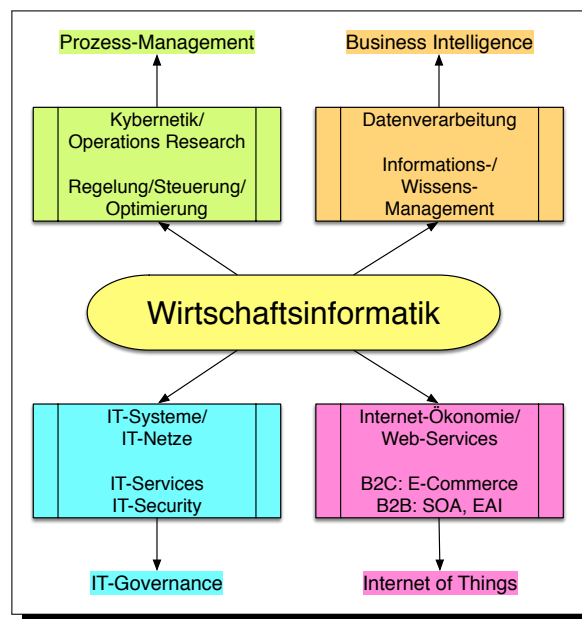 Prozess-Management
Business Intelligence
Kybernetik/
Operations Research
Regelung/Steuerung/
Optimierung
Datenverarbeitung
Informations-/
Wissens-
Management
Wirtschaftsinformatik
IT-Systeme/
IT-Netze
IT-Services
IT-Security
Internet-Ökonomie/
Web-Services
B2C: E-Commerce
B2B: SOA, EAI
IT-Governance
Internet of Things